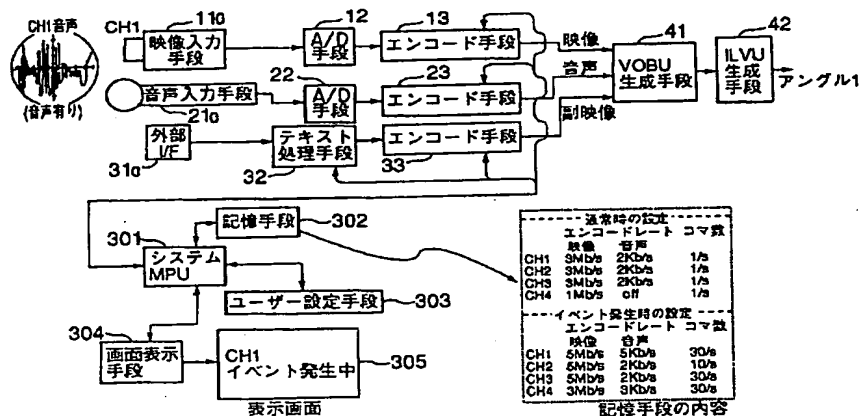 CH1音声
(音声有り)
CH1
11a
映像入力
手段
12
A/D
手段
13
エンコード手段
映像
41
VOBU
生成手段
42
ILVU
生成
手段
アングル1
音声入力手段
21a
22
A/D
手段
23
エンコード手段
音声
外部
I/F
31a
テキスト
処理手段
32
エンコード手段
33
副映像
記憶手段
302
301
システム
MPU
ユーザー設定手段
303
304
画面表示
手段
CH1
イベント発生中
305
表示画面
通常時の設定
エンコードレート コマ数
映像 音声
CH1 3Mb/s 2Kb/s 1/s
CH2 3Mb/s 2Kb/s 1/s
CH3 3Mb/s 2Kb/s 1/s
CH4 1Mb/s off 1/s
イベント発生時の設定
エンコードレート コマ数
映像 音声
CH1 5Mb/s 5Kb/s 30/s
CH2 5Mb/s 2Kb/s 10/s
CH3 5Mb/s 2Kb/s 30/s
CH4 3Mb/s 3Kb/s 30/s
記憶手段の内容